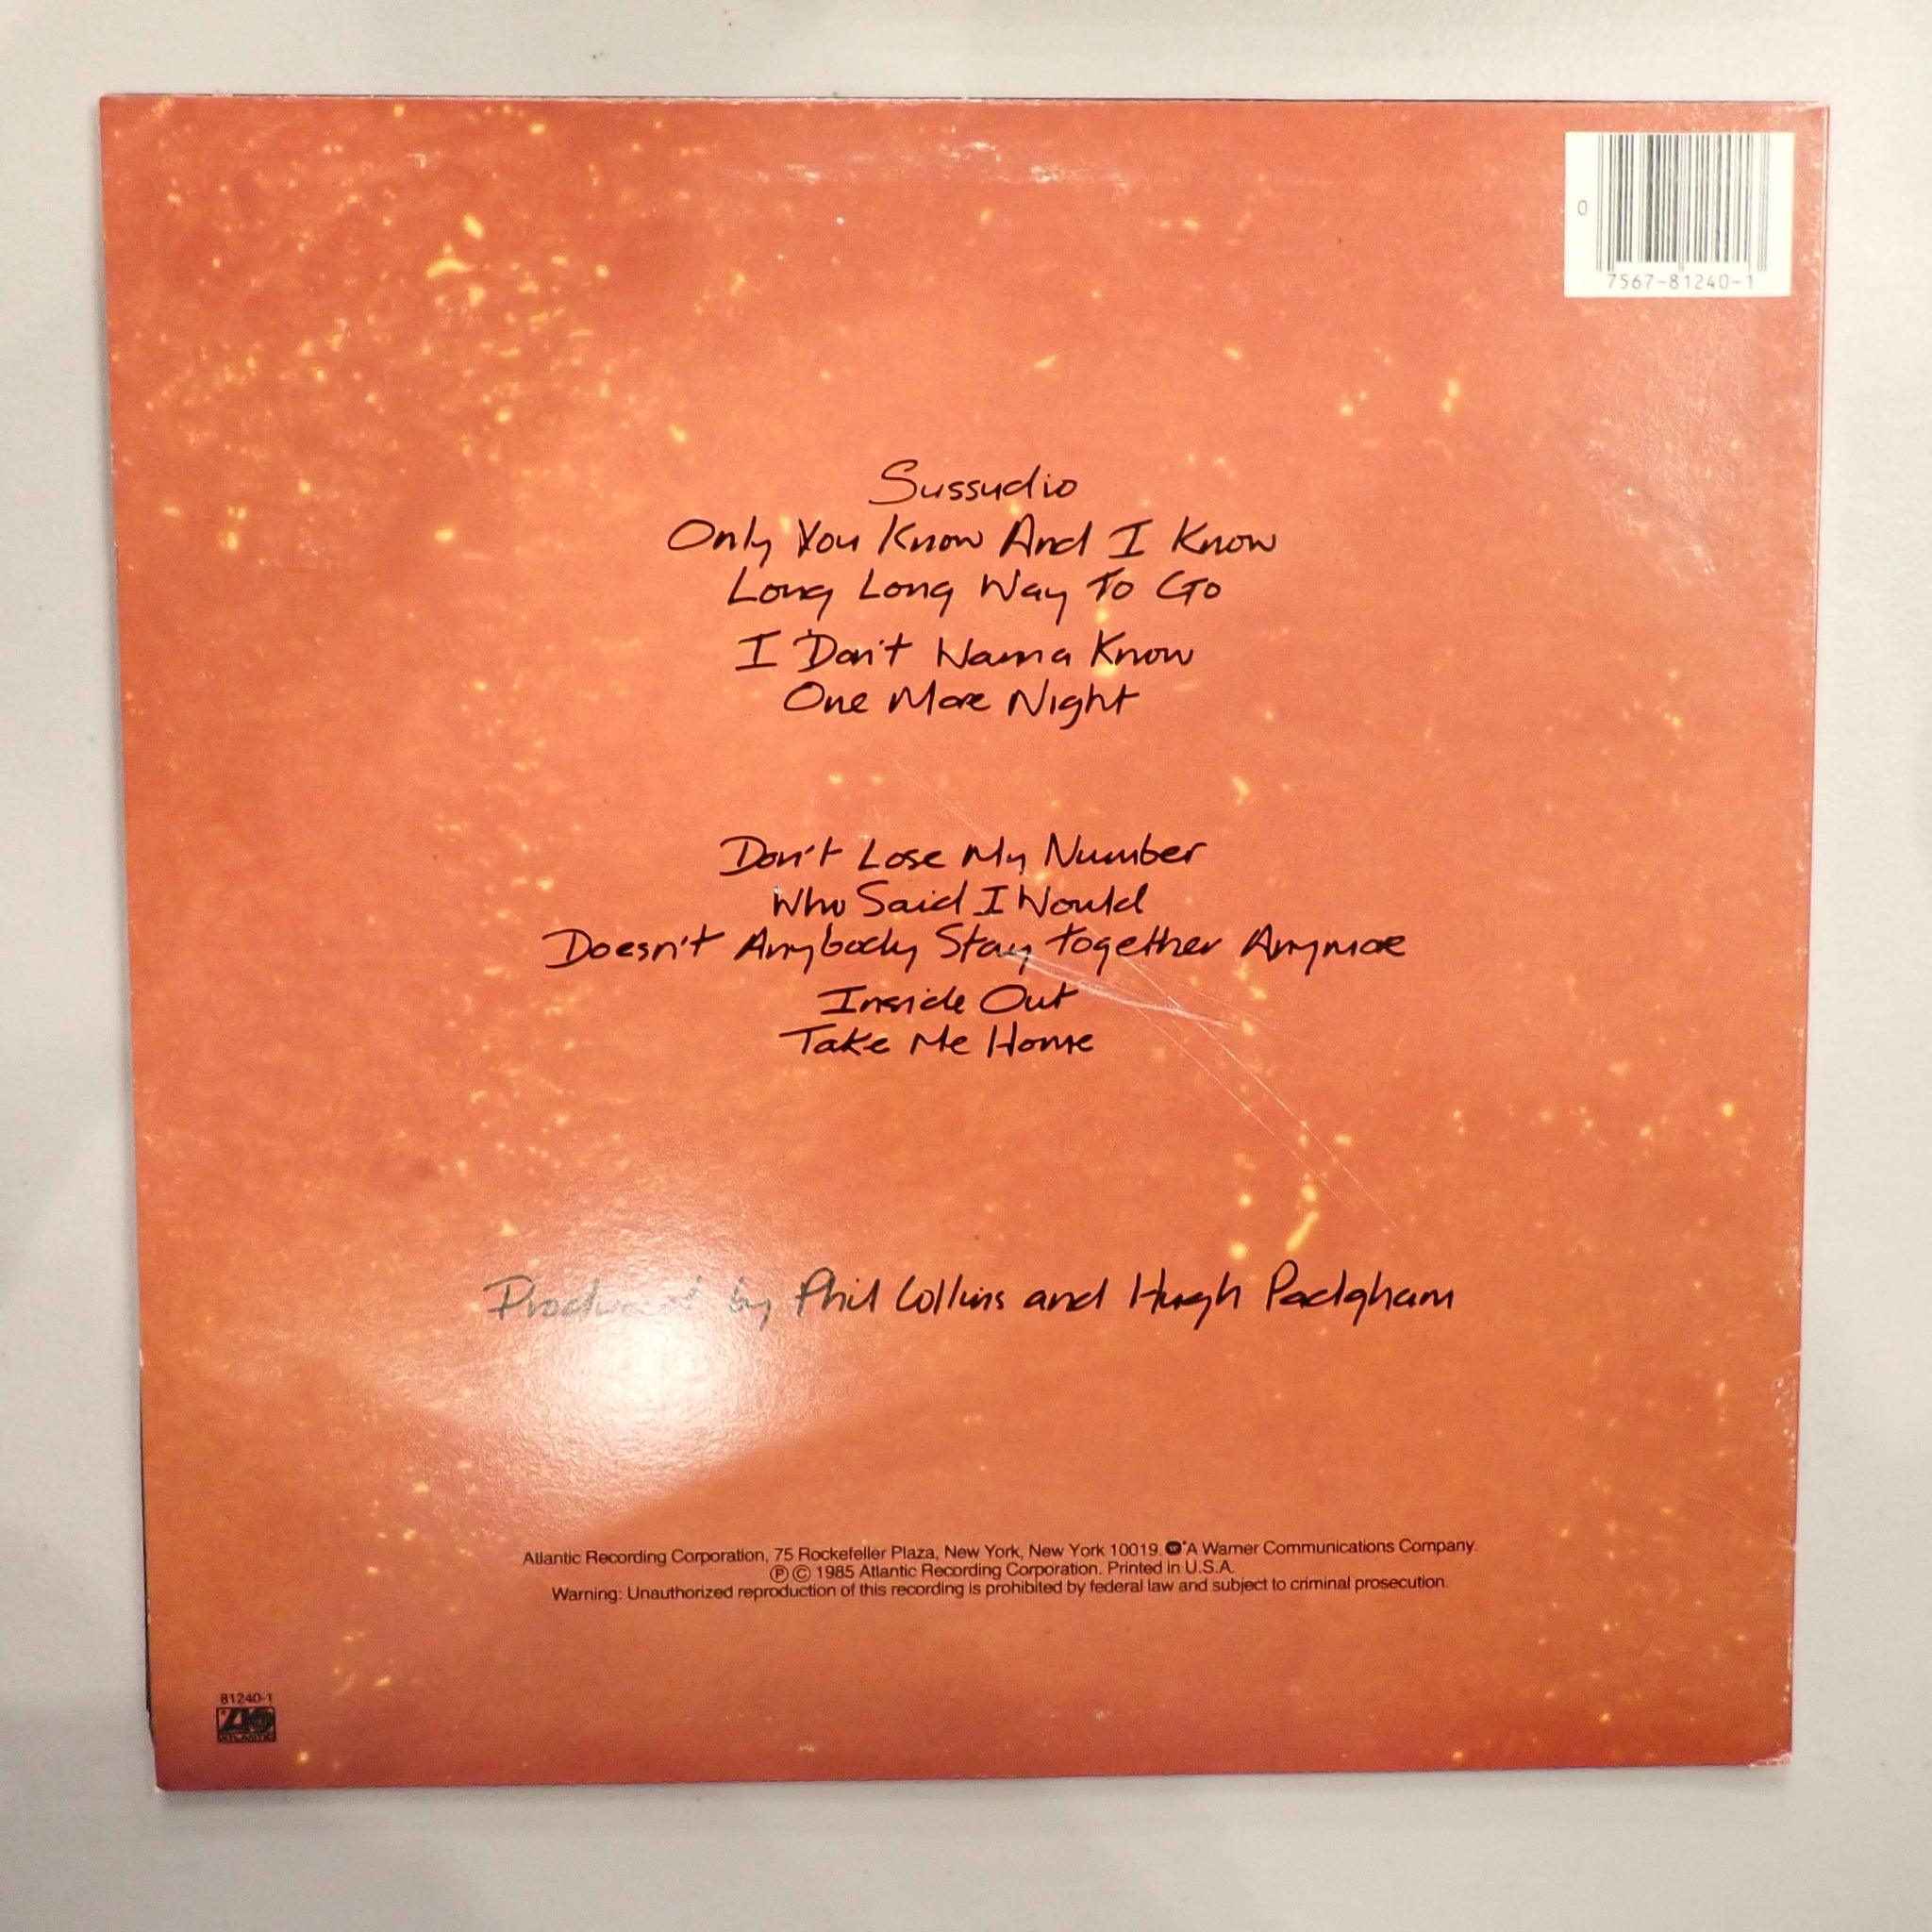 0
7567-81240-1
Sussudio
Only You Know And I Know
Long Long Way To Go
I Don't Wanna Know
One More Night
Don't Lose My Number
Who Said I Would
Doesn't Anybody Stay Together Anymore
Inside Out
Take Me Home
Produced by Phil Collins and Hugh Padgham
Atlantic Recording Corporation, 75 Rockefeller Plaza, New York, New York 10019. A Warner Communications Company.
℗ © 1985 Atlantic Recording Corporation. Printed in U.S.A.
Warning: Unauthorized reproduction of this recording is prohibited by federal law and subject to criminal prosecution.
81240-1
ATLANTIC